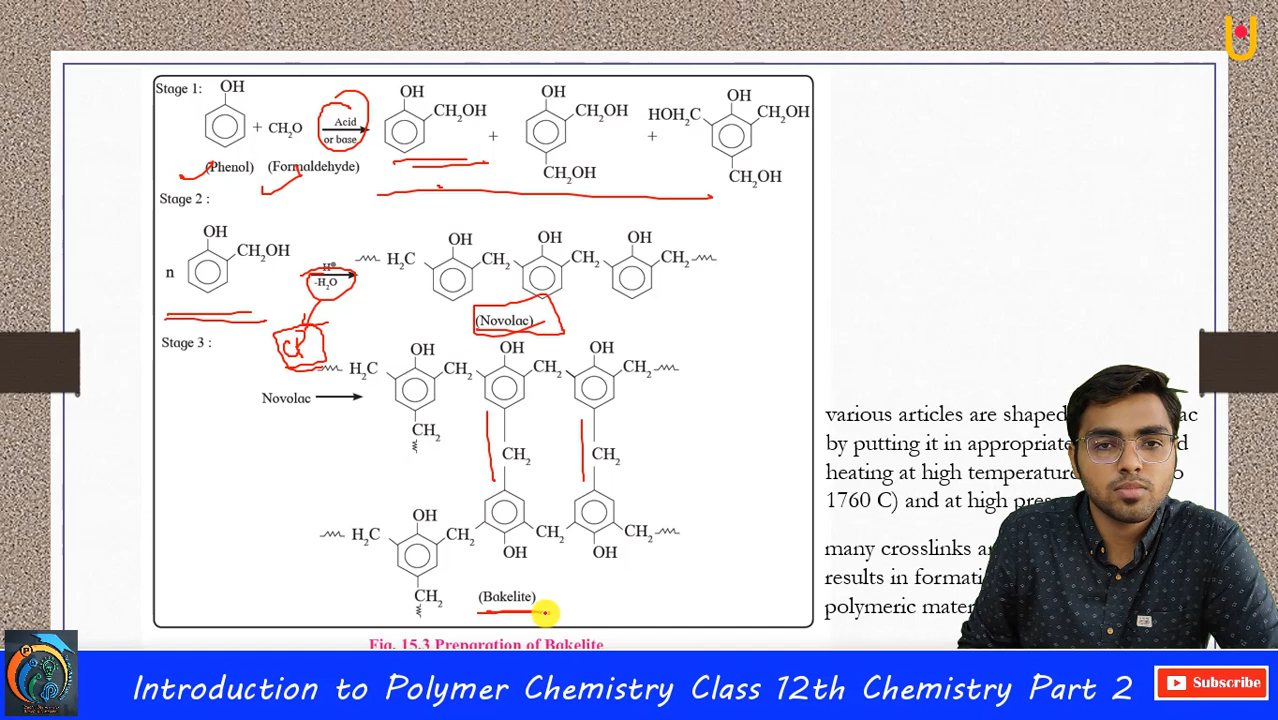 Stage 1:
OH
OH
OH
OH
CH₂OH
CH₂OH
HOH₂C
CH₂OH
+ CH₂O
Acid
or base
+
+
(Phenol) (Formaldehyde)
CH₂OH
CH₂OH
Stage 2 :
OH
CH₂OH
n
H⊕
-H₂O
OH
OH
OH
H₂C
CH₂
CH₂
CH₂
(Novolac)
Stage 3 :
OH
OH
OH
H₂C
CH₂
CH₂
CH₂
Novolac
CH₂
CH₂
CH₂
OH
H₂C
CH₂
CH₂
CH₂
OH
OH
CH₂
(Bakelite)
Fig. 15.3 Preparation of Bakelite
various articles are shaped
by putting it in appropriate
heating at high temperature
1760 C) and at high
many crosslinks
results in
polymeric
Introduction to Polymer Chemistry Class 12th Chemistry Part 2
Subscribe